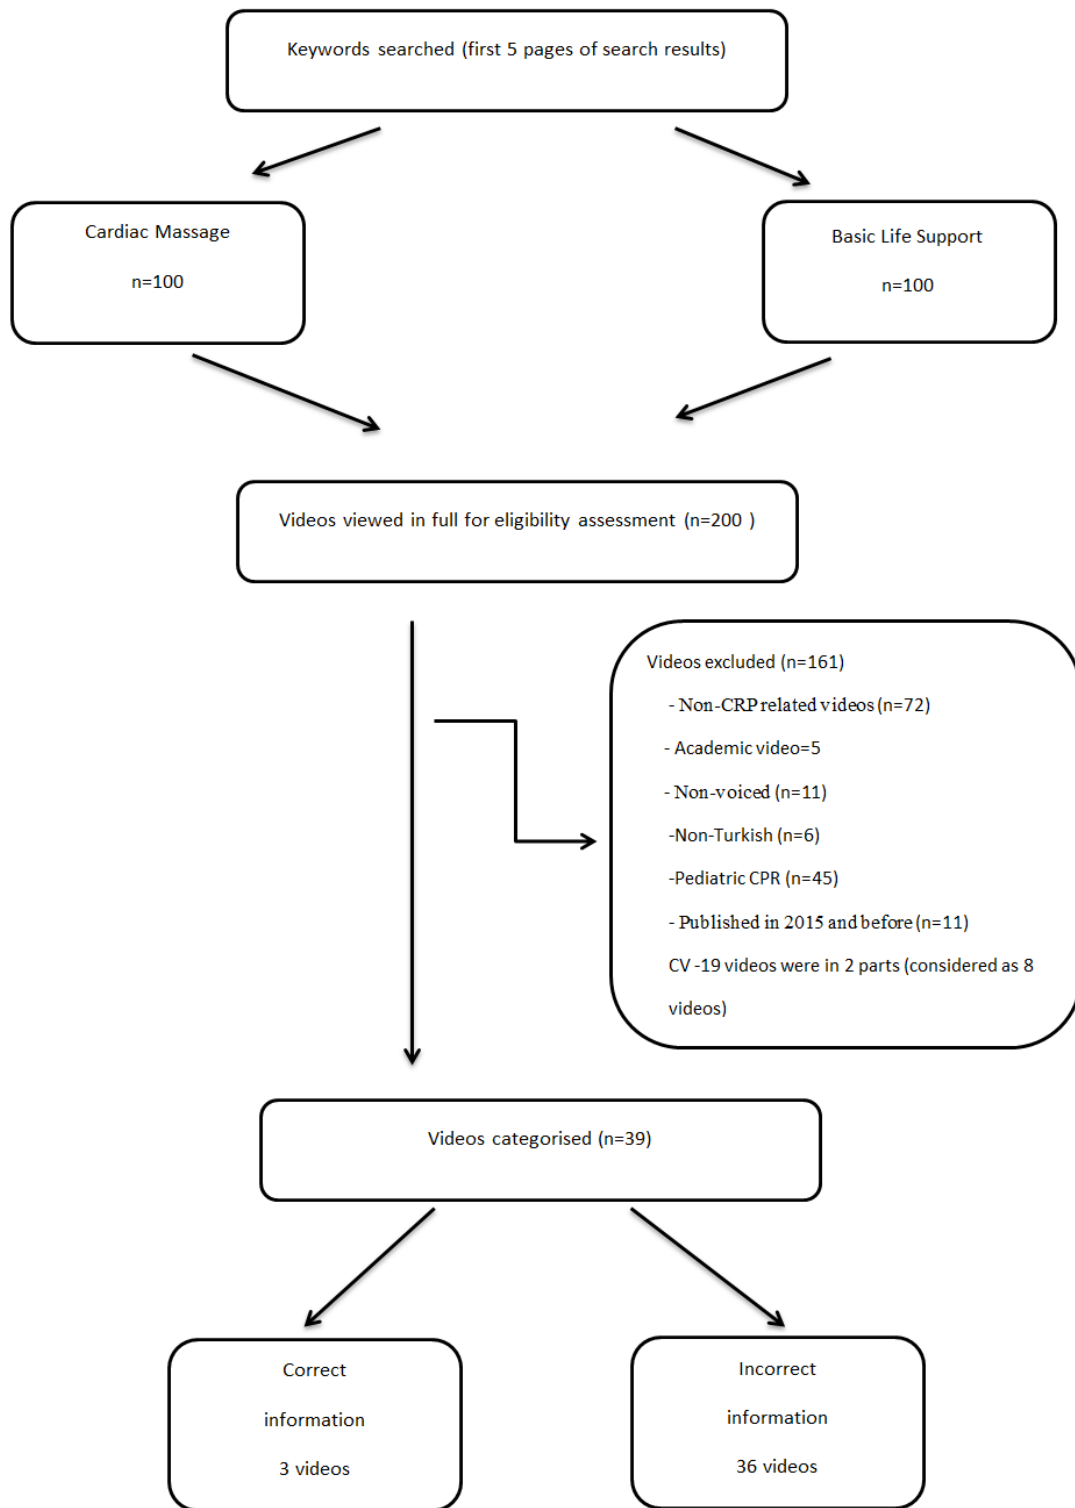 Keywords searched (first 5 pages of search results)
Cardiac Massage
n=100
Basic Life Support
n=100
Videos viewed in full for eligibility assessment (n=200 )
Videos excluded (n=161)
- Non-CRP related videos (n=72)
- Academic video=5
- Non-voiced (n=11)
-Non-Turkish (n=6)
-Pediatric CPR (n=45)
- Published in 2015 and before (n=11)
CV -19 videos were in 2 parts (considered as 8
videos)
Videos categorised (n=39)
Correct
information
3 videos
Incorrect
information
36 videos